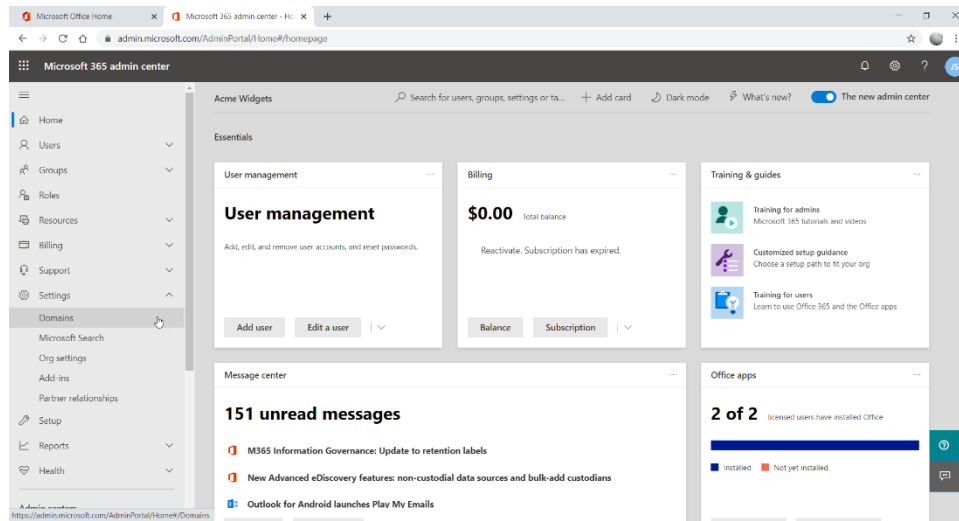 Microsoft Office Home
Microsoft 365 admin center - Ho
admin.microsoft.com/AdminPortal/Home#/homepage
Microsoft 365 admin center
JS
Home
Users
Groups
Roles
Resources
Billing
Support
Settings
Domains
Microsoft Search
Org settings
Add-ins
Partner relationships
Setup
Reports
Health
Admin centers
https://admin.microsoft.com/AdminPortal/Home#/Domains
Acme Widgets
Search for users, groups, settings or ta...
Add card
Dark mode
What's new?
The new admin center
Essentials
User management
User management
Add, edit, and remove user accounts, and reset passwords.
Add user
Edit a user
Billing
$0.00 Total balance
Reactivate. Subscription has expired.
Balance
Subscription
Training & guides
Training for admins
Microsoft 365 tutorials and videos
Customized setup guidance
Choose a setup path to fit your org
Training for users
Learn to use Office 365 and the Office apps
Message center
151 unread messages
M365 Information Governance: Update to retention labels
New Advanced eDiscovery features: non-custodial data sources and bulk-add custodians
Outlook for Android launches Play My Emails
Office apps
2 of 2 licensed users have installed Office
Installed
Not yet installed